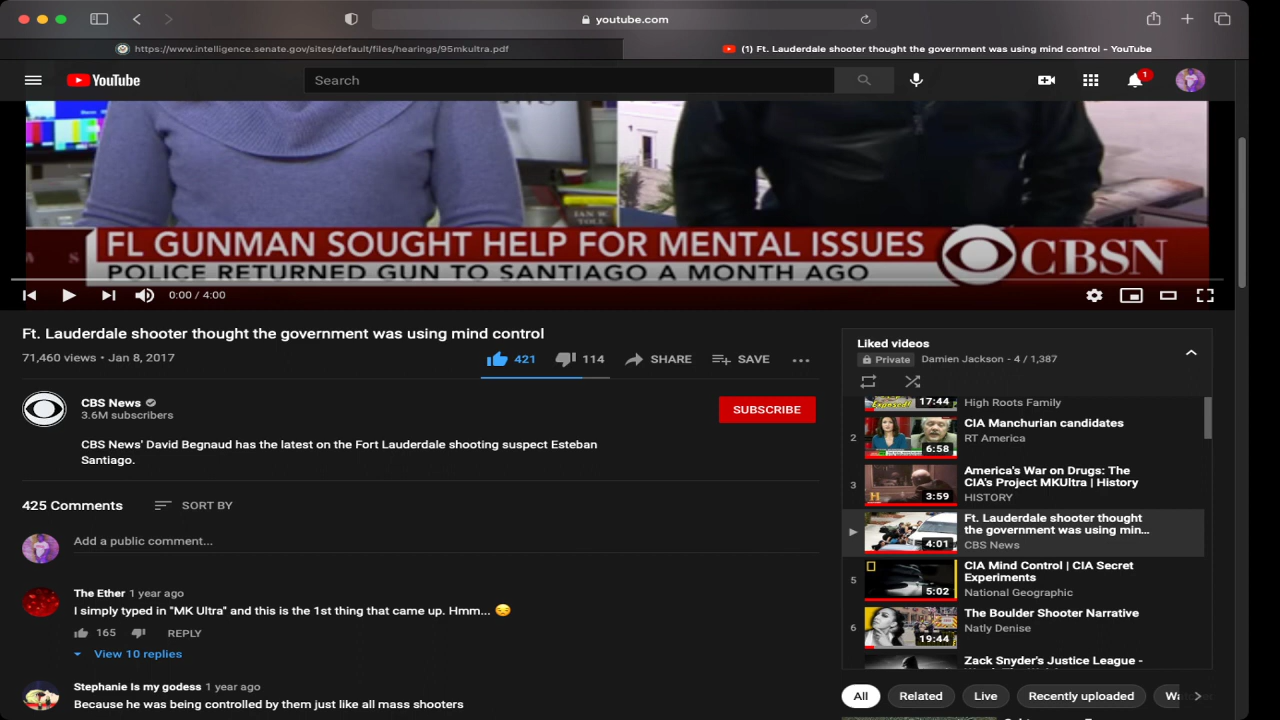 youtube.com
https://www.intelligence.senate.gov/sites/default/files/hearings/95mkultra.pdf
(1) Ft. Lauderdale shooter thought the government was using mind control - YouTube
YouTube
Search
1
IAN W.
TOLL
FL GUNMAN SOUGHT HELP FOR MENTAL ISSUES
POLICE RETURNED GUN TO SANTIAGO A MONTH AGO
CBSN
0:00 / 4:00
Ft. Lauderdale shooter thought the government was using mind control
71,460 views • Jan 8, 2017
421
114
SHARE
SAVE
CBS News
3.6M subscribers
SUBSCRIBE
CBS News' David Begnaud has the latest on the Fort Lauderdale shooting suspect Esteban
Santiago.
425 Comments
SORT BY
Add a public comment...
The Ether 1 year ago
I simply typed in "MK Ultra" and this is the 1st thing that came up. Hmm... 😏
165
REPLY
View 10 replies
Stephanie Is my godess 1 year ago
Because he was being controlled by them just like all mass shooters
Liked videos
Private Damien Jackson - 4 / 1,387
Exposed!
17:44
High Roots Family
2
6:58
CIA Manchurian candidates
RT America
3
3:59
America's War on Drugs: The
CIA's Project MKUltra | History
HISTORY
4:01
Ft. Lauderdale shooter thought
the government was using min...
CBS News
5
5:02
CIA Mind Control | CIA Secret
Experiments
National Geographic
6
19:44
The Boulder Shooter Narrative
Natly Denise
Zack Snyder's Justice League -
All
Related
Live
Recently uploaded